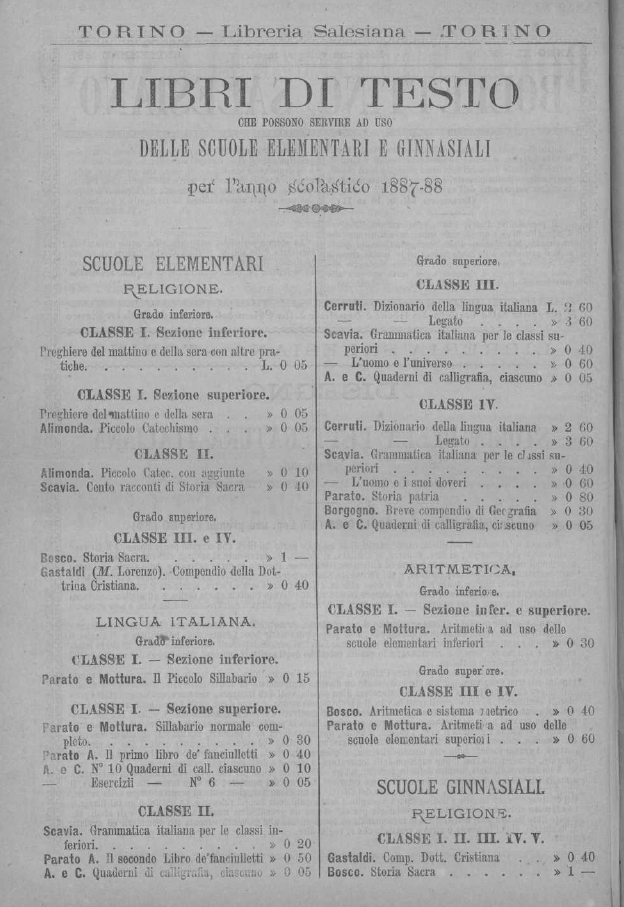 TORINO — Libreria Salesiana — TORINO
LIBRI DI TESTO
CHE POSSONO SERVIRE AD USO
DELLE SCUOLE ELEMENTARI E GINNASIALI
per l'anno scolastico 1887-88
SCUOLE ELEMENTARI
RELIGIONE.
Grado inferiore.
CLASSE I. Sezione inferiore.
Preghiere del mattino e della sera con altre pra-
tiche. . . . . . . . . . L. 0 05
CLASSE I. Sezione superiore.
Preghiere del mattino e della sera . . » 0 05
Alimonda. Piccolo Catechismo . . . » 0 05
CLASSE II.
Alimonda. Piccolo Catec. con aggiunte » 0 10
Scavia. Cento racconti di Storia Sacra » 0 40
Grado superiore.
CLASSE III. e IV.
Bosco. Storia Sacra. . . . . . » 1 —
Gastaldi (M. Lorenzo). Compendio della Dot-
trina Cristiana. . . . . . . » 0 40
LINGUA ITALIANA.
Grado inferiore.
CLASSE I. — Sezione inferiore.
Parato e Mottura. Il Piccolo Sillabario » 0 15
CLASSE I. — Sezione superiore.
Parato e Mottura. Sillabario normale com-
pleto. . . . . . . . . . » 0 30
Parato A. Il primo libro de' fanciulletti » 0 40
A. e C. N° 10 Quaderni di call. ciascuno » 0 10
— Esercizii — N° 6 — » 0 05
CLASSE II.
Scavia. Grammatica italiana per le classi in-
feriori. . . . . . . . . . » 0 20
Parato A. Il secondo Libro de'fanciulletti » 0 50
A. e C. Quaderni di calligrafia, ciascuno » 0 05
Grado superiore.
CLASSE III.
Cerruti. Dizionario della lingua italiana L. 2 60
— — Legato . . . . » 3 60
Scavia. Grammatica italiana per le classi su-
periori . . . . . . . . . » 0 40
— L'uomo e l'universo . . . . . » 0 60
A. e C. Quaderni di calligrafia, ciascuno » 0 05
CLASSE IV.
Cerruti. Dizionario della lingua italiana » 2 60
— — Legato . . . . » 3 60
Scavia. Grammatica italiana per le classi su-
periori . . . . . . . . . » 0 40
— L'uomo e i suoi doveri . . . . » 0 60
Parato. Storia patria . . . . . » 0 80
Borgogno. Breve compendio di Geografia » 0 30
A. e C. Quaderni di calligrafia, ciascuno » 0 05
ARITMETICA,
Grado inferiore.
CLASSE I. — Sezione infer. e superiore.
Parato e Mottura. Aritmetica ad uso delle
scuole elementari inferiori . . . » 0 30
Grado superiore.
CLASSE III e IV.
Bosco. Aritmetica e sistema metrico . » 0 40
Parato e Mottura. Aritmetica ad uso delle
scuole elementari superiori . . . » 0 60
SCUOLE GINNASIALI.
RELIGIONE.
CLASSE I. II. III. IV. V.
Gastaldi. Comp. Dott. Cristiana . . » 0 40
Bosco. Storia Sacra . . . . . . » 1 —